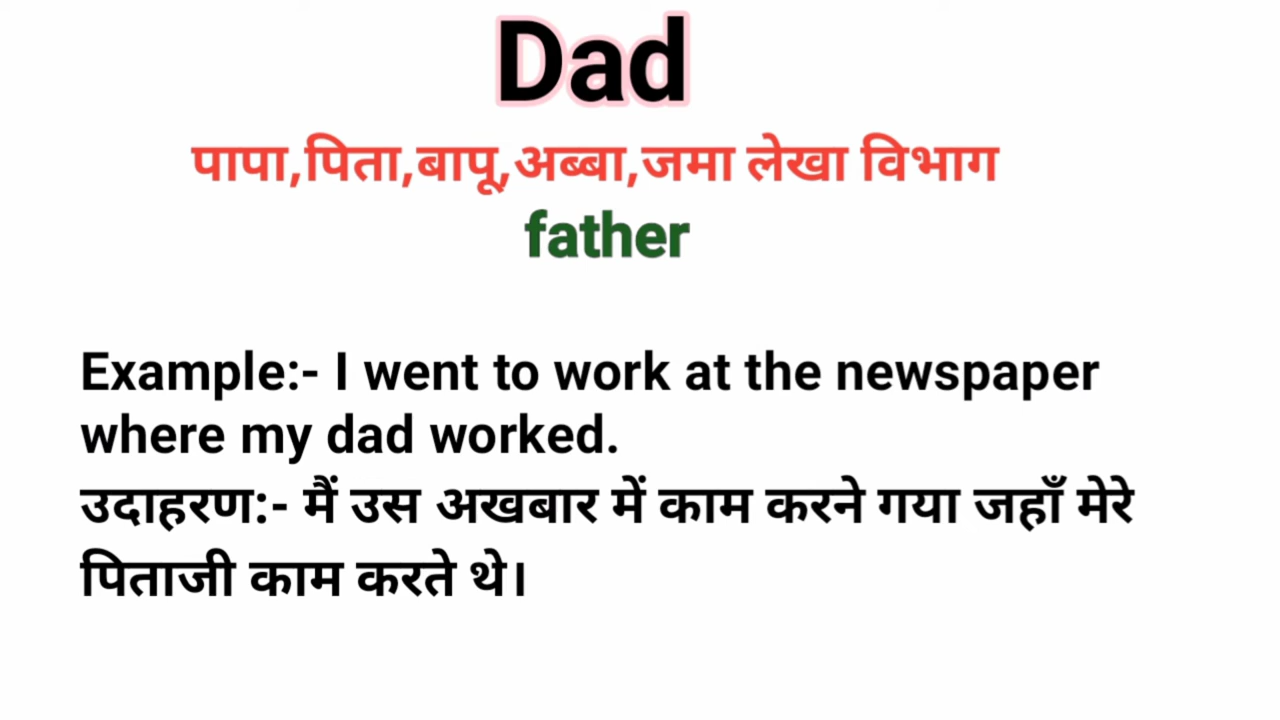 Dad
पापा,पिता,बापू,अब्बा,जमा लेखा विभाग
father
Example:- I went to work at the newspaper
where my dad worked.
उदाहरण:- मैं उस अखबार में काम करने गया जहाँ मेरे
पिताजी काम करते थे।